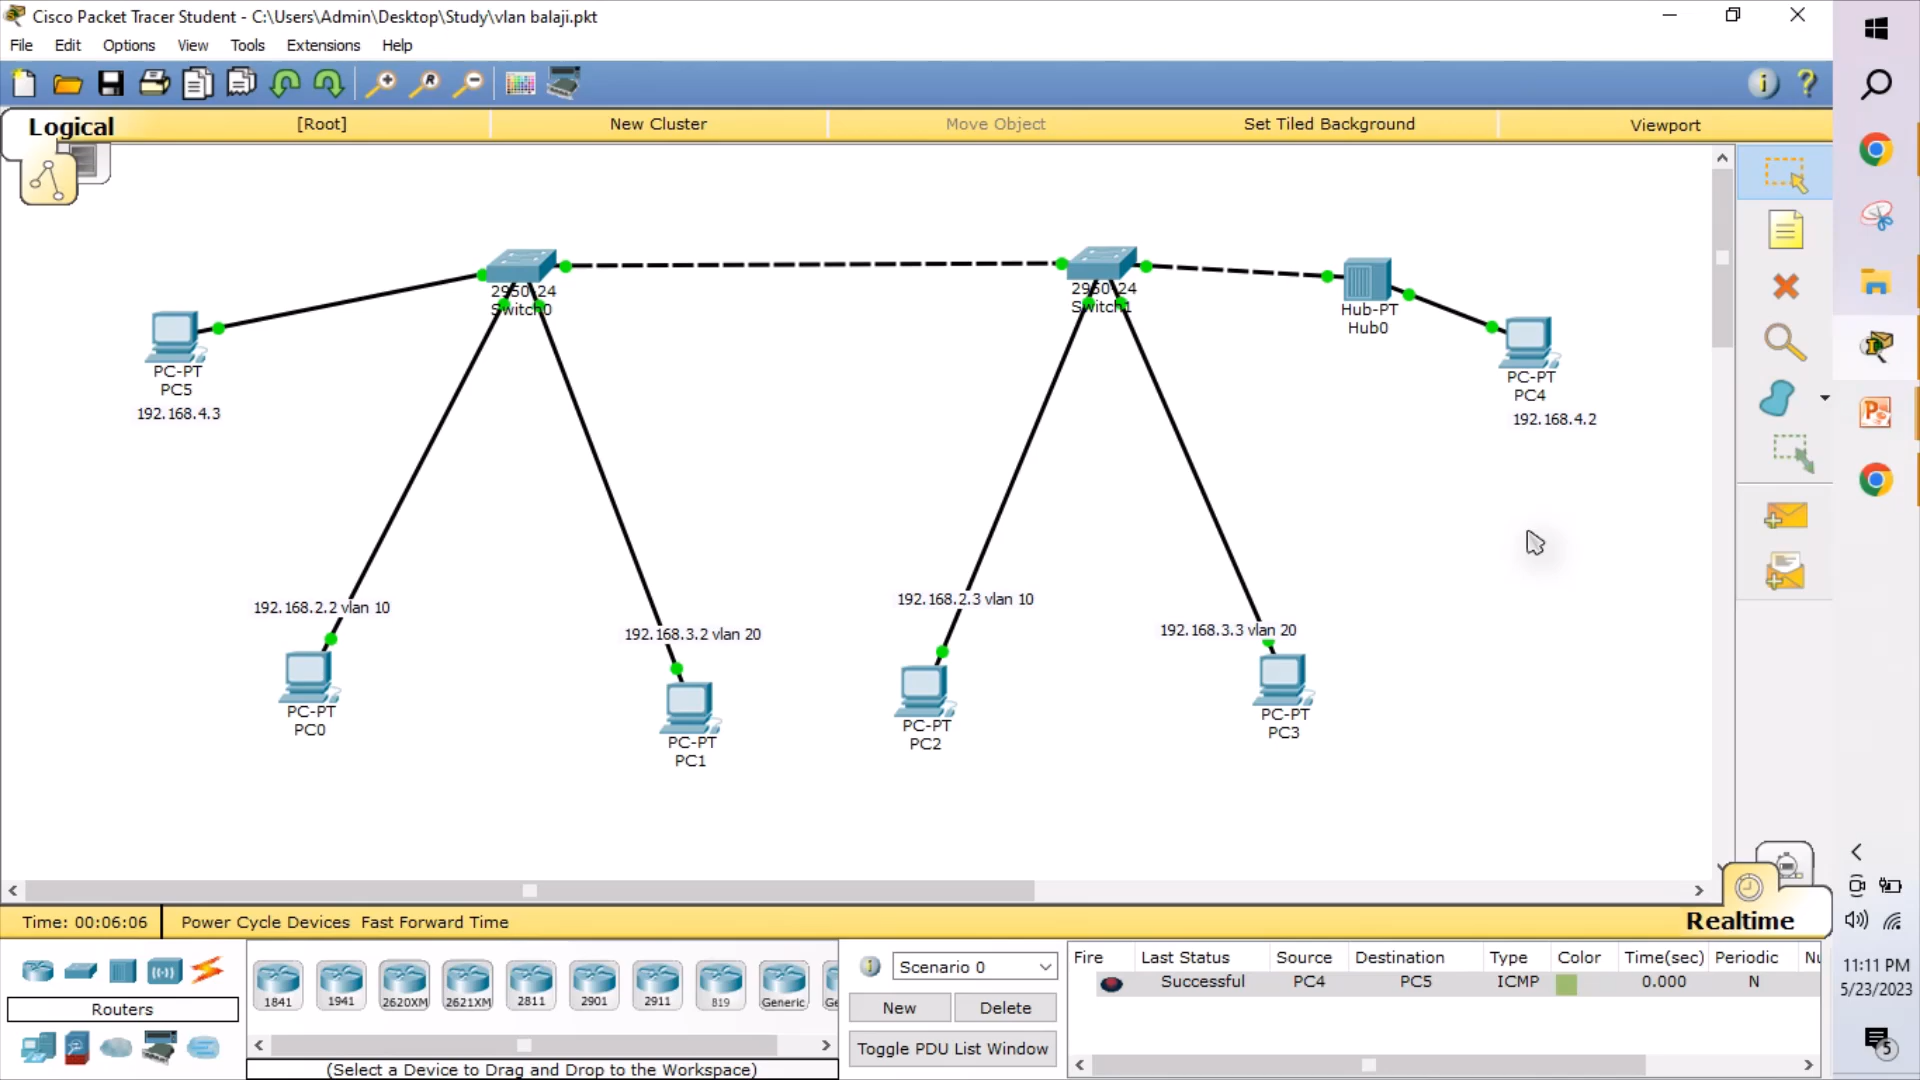 Cisco Packet Tracer Student - C:\Users\Admin\Desktop\Study\vlan balaji.pkt
File Edit Options View Tools Extensions Help
Logical [Root] New Cluster Move Object Set Tiled Background Viewport
2950-24
Switch0
2950-24
Switch1
Hub-PT
Hub0
PC-PT
PC5
192.168.4.3
PC-PT
PC4
192.168.4.2
192.168.2.2 vlan 10
192.168.3.2 vlan 20
192.168.2.3 vlan 10
192.168.3.3 vlan 20
PC-PT
PC0
PC-PT
PC1
PC-PT
PC2
PC-PT
PC3
Time: 00:06:06 Power Cycle Devices Fast Forward Time Realtime
Routers
1841 1941 2620XM 2621XM 2811 2901 2911 819 Generic Ge
(Select a Device to Drag and Drop to the Workspace)
Scenario 0
New Delete
Toggle PDU List Window
Fire Last Status Source Destination Type Color Time(sec) Periodic Nu
Successful PC4 PC5 ICMP 0.000 N
11:11 PM
5/23/2023
5